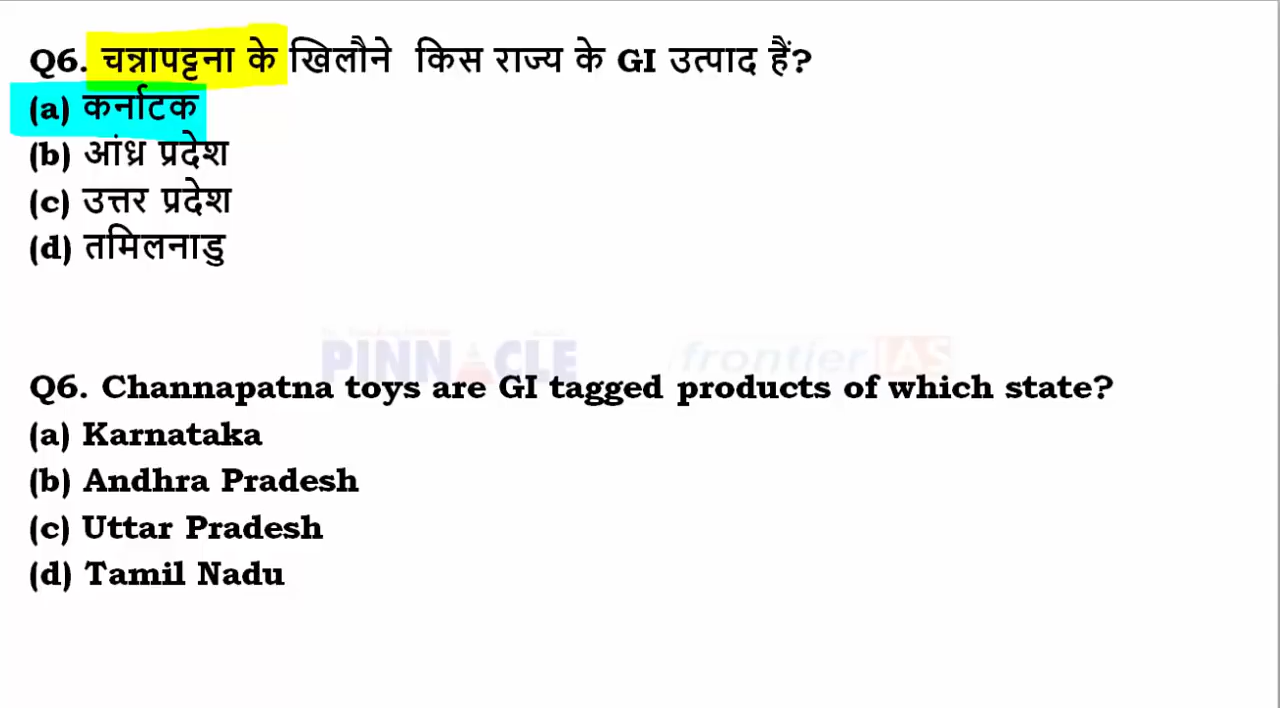 Q6. चन्नापट्टना के खिलौने किस राज्य के GI उत्पाद हैं?
(a) कर्नाटक
(b) आंध्र प्रदेश
(c) उत्तर प्रदेश
(d) तमिलनाडु
PINNACLE frontier IAS
Q6. Channapatna toys are GI tagged products of which state?
(a) Karnataka
(b) Andhra Pradesh
(c) Uttar Pradesh
(d) Tamil Nadu